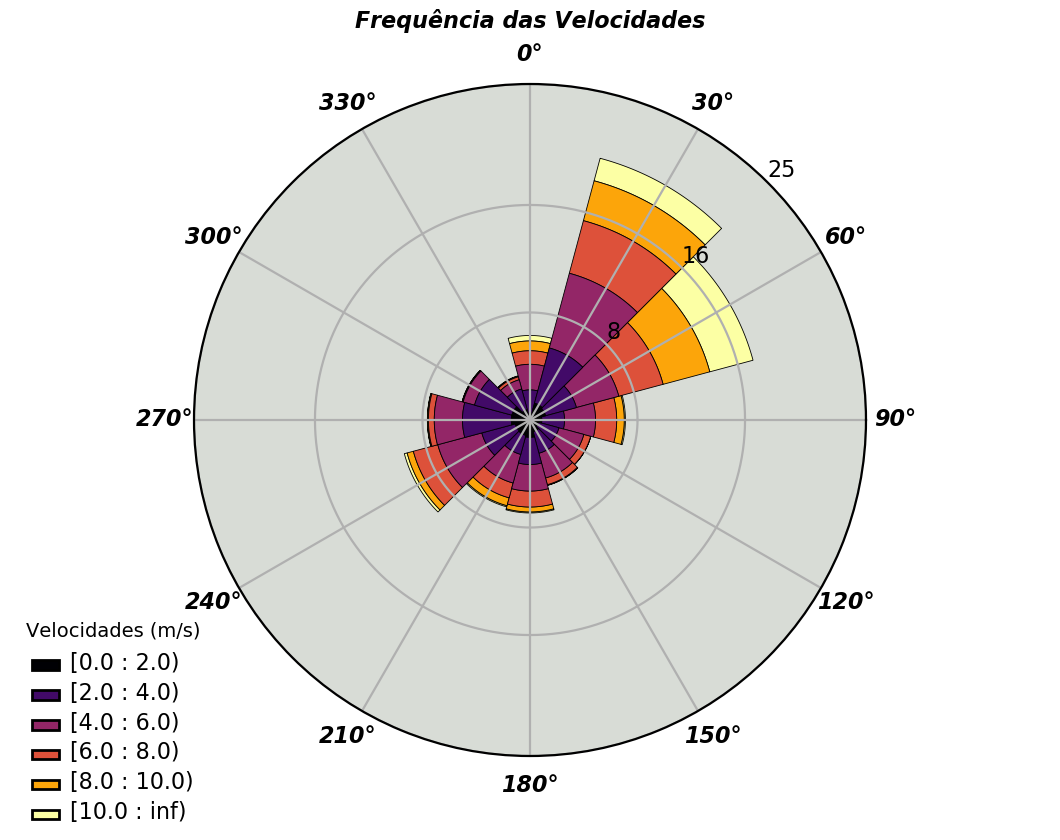 Frequência das Velocidades
0°
330°
30°
25
300°
60°
16
8
270°
90°
240°
120°
210°
150°
180°
Velocidades (m/s)
[0.0 : 2.0)
[2.0 : 4.0)
[4.0 : 6.0)
[6.0 : 8.0)
[8.0 : 10.0)
[10.0 : inf)